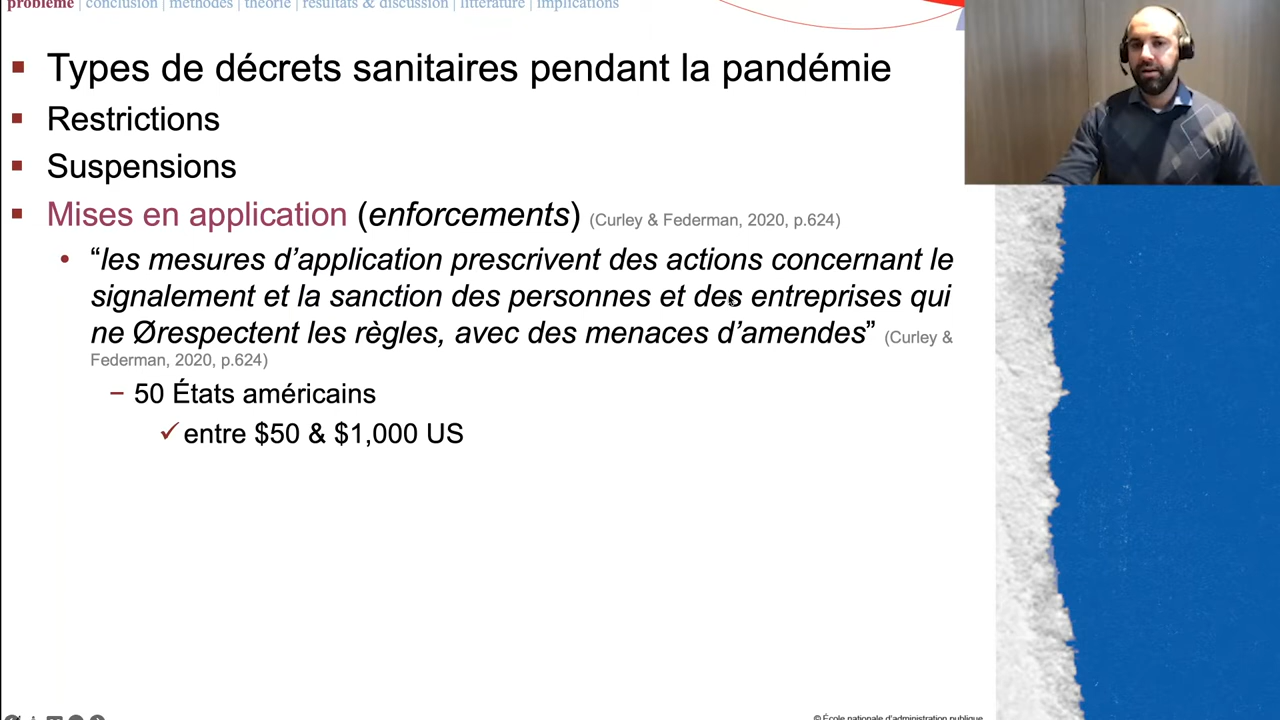 problème | conclusion | méthodes | théorie | résultats & discussion | littérature | implications
Types de décrets sanitaires pendant la pandémie
Restrictions
Suspensions
Mises en application (enforcements) (Curley & Federman, 2020, p.624)
“les mesures d’application prescrivent des actions concernant le
signalement et la sanction des personnes et des entreprises qui
ne Ørespectent les règles, avec des menaces d’amendes” (Curley &
Federman, 2020, p.624)
50 États américains
entre $50 & $1,000 US
© École nationale d’administration publique